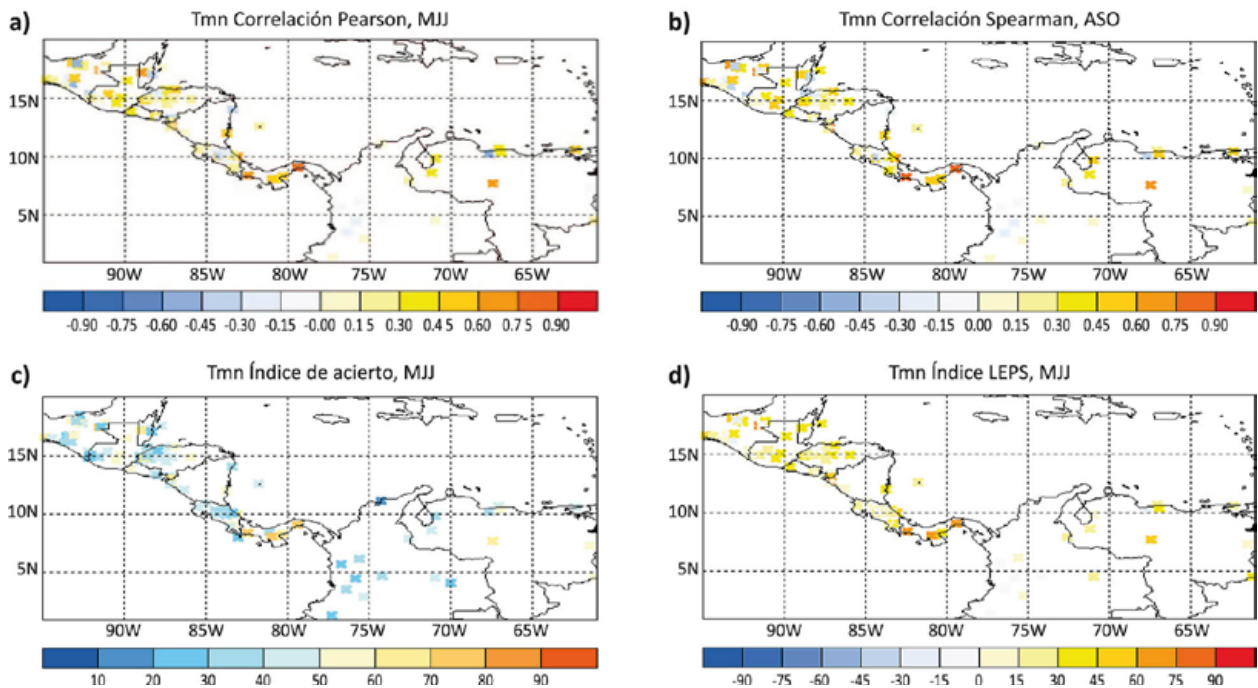 a) Tmn Correlación Pearson, MJJ
15N
10N
5N
90W 85W 80W 75W 70W 65W
-0.90 -0.75 -0.60 -0.45 -0.30 -0.15 -0.00 0.15 0.30 0.45 0.60 0.75 0.90
b) Tmn Correlación Spearman, ASO
15N
10N
5N
90W 85W 80W 75W 70W 65W
-0.90 -0.75 -0.60 -0.45 -0.30 -0.15 0.00 0.15 0.30 0.45 0.60 0.75 0.90
c) Tmn Índice de acierto, MJJ
15N
10N
5N
90W 85W 80W 75W 70W 65W
10 20 30 40 50 60 70 80 90
d) Tmn Índice LEPS, MJJ
15N
10N
5N
90W 85W 80W 75W 70W 65W
-90 -75 -60 -45 -30 -15 0 15 30 45 60 75 90